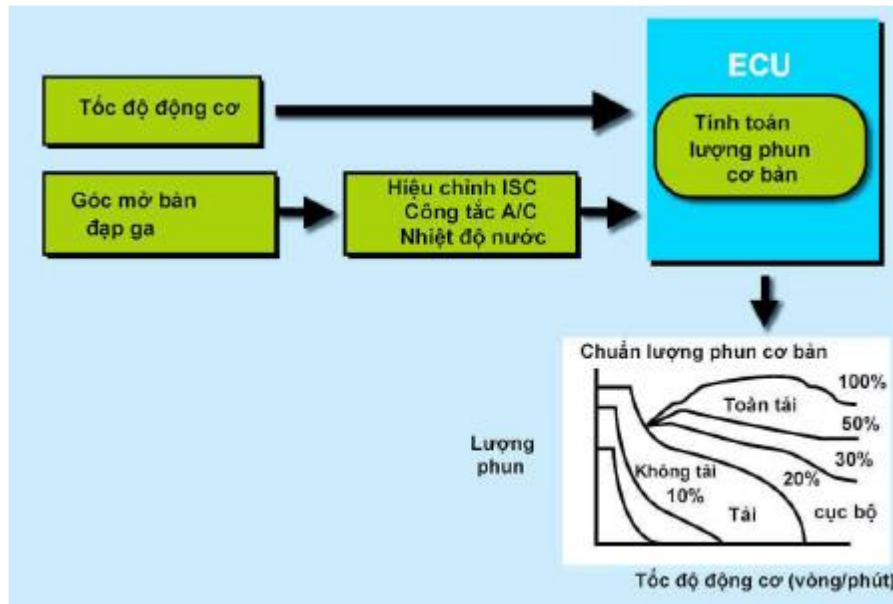 ECU
Tốc độ động cơ
Tính toán
lượng phun
cơ bản
Góc mở bàn
đạp ga
Hiệu chỉnh ISC
Công tắc A/C
Nhiệt độ nước
Chuẩn lượng phun cơ bản
100%
Toàn tải
50%
Lượng
phun
Không tải
30%
10%
20%
Tải
cục bộ
Tốc độ động cơ (vòng/phút)